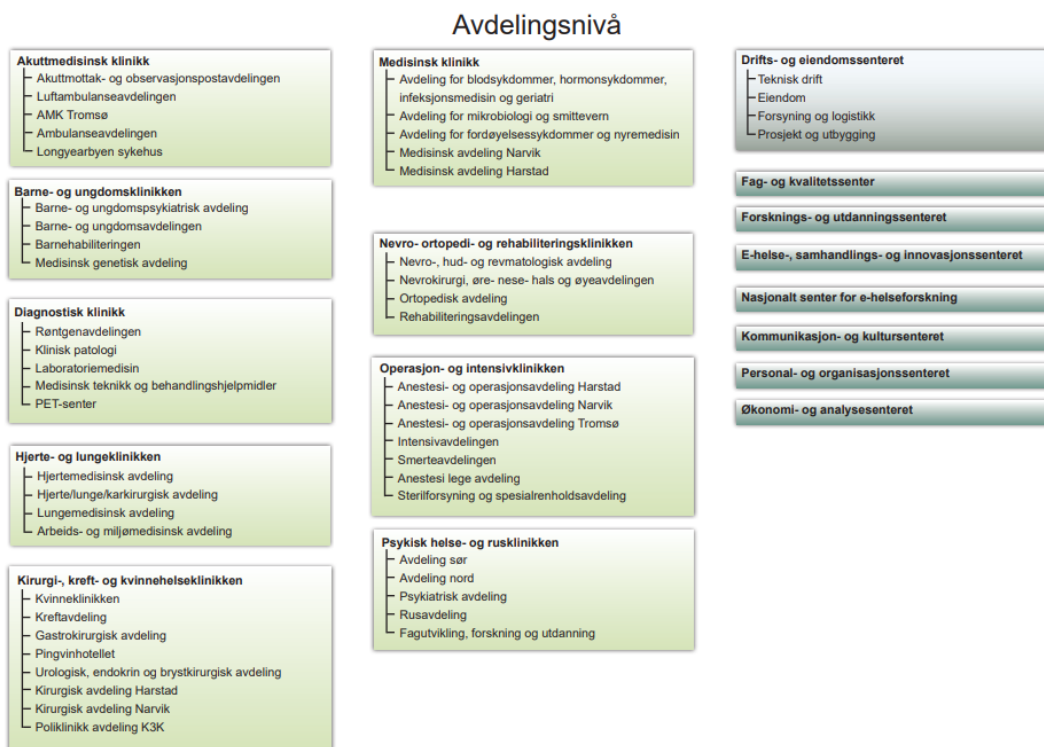 Avdelingsnivå
Akuttmedisinsk klinikk
Akuttmottak- og observasjonspostavdelingen
Luftambulanseavdelingen
AMK Tromsø
Ambulanseavdelingen
Longyearbyen sykehus
Barne- og ungdomsklinikken
Barne- og ungdomspsykiatrisk avdeling
Barne- og ungdomsavdelingen
Barnehabiliteringen
Medisinsk genetisk avdeling
Diagnostisk klinikk
Røntgenavdelingen
Klinisk patologi
Laboratoriemedisin
Medisinsk teknikk og behandlingshjelpmidler
PET-senter
Hjerte- og lungeklinikken
Hjertemedisinsk avdeling
Hjerte/lunge/karkirurgisk avdeling
Lungemedisinsk avdeling
Arbeids- og miljømedisinsk avdeling
Kirurgi-, kreft- og kvinnehelseklinikken
Kvinneklinikken
Kreftavdeling
Gastrokirurgisk avdeling
Pingvinhotellet
Urologisk, endokrin og brystkirurgisk avdeling
Kirurgisk avdeling Harstad
Kirurgisk avdeling Narvik
Poliklinikk avdeling K3K
Medisinsk klinikk
Avdeling for blodsykdommer, hormonsykdommer,
infeksjonsmedisin og geriatri
Avdeling for mikrobiologi og smittevern
Avdeling for fordøyelsessykdommer og nyremedisin
Medisinsk avdeling Narvik
Medisinsk avdeling Harstad
Nevro- ortopedi- og rehabiliteringsklinikken
Nevro-, hud- og revmatologisk avdeling
Nevrokirurgi, øre- nese- hals og øyeavdelingen
Ortopedisk avdeling
Rehabiliteringsavdelingen
Operasjon- og intensivklinikken
Anestesi- og operasjonsavdeling Harstad
Anestesi- og operasjonsavdeling Narvik
Anestesi- og operasjonsavdeling Tromsø
Intensivavdelingen
Smerteavdelingen
Anestesi lege avdeling
Sterilforsyning og spesialrenholdsavdeling
Psykisk helse- og rusklinikken
Avdeling sør
Avdeling nord
Psykiatrisk avdeling
Rusavdeling
Fagutvikling, forskning og utdanning
Drifts- og eiendomssenteret
Teknisk drift
Eiendom
Forsyning og logistikk
Prosjekt og utbygging
Fag- og kvalitetssenter
Forsknings- og utdanningssenteret
E-helse-, samhandlings- og innovasjonssenteret
Nasjonalt senter for e-helseforskning
Kommunikasjon- og kultursenteret
Personal- og organisasjonssenteret
Økonomi- og analysesenteret